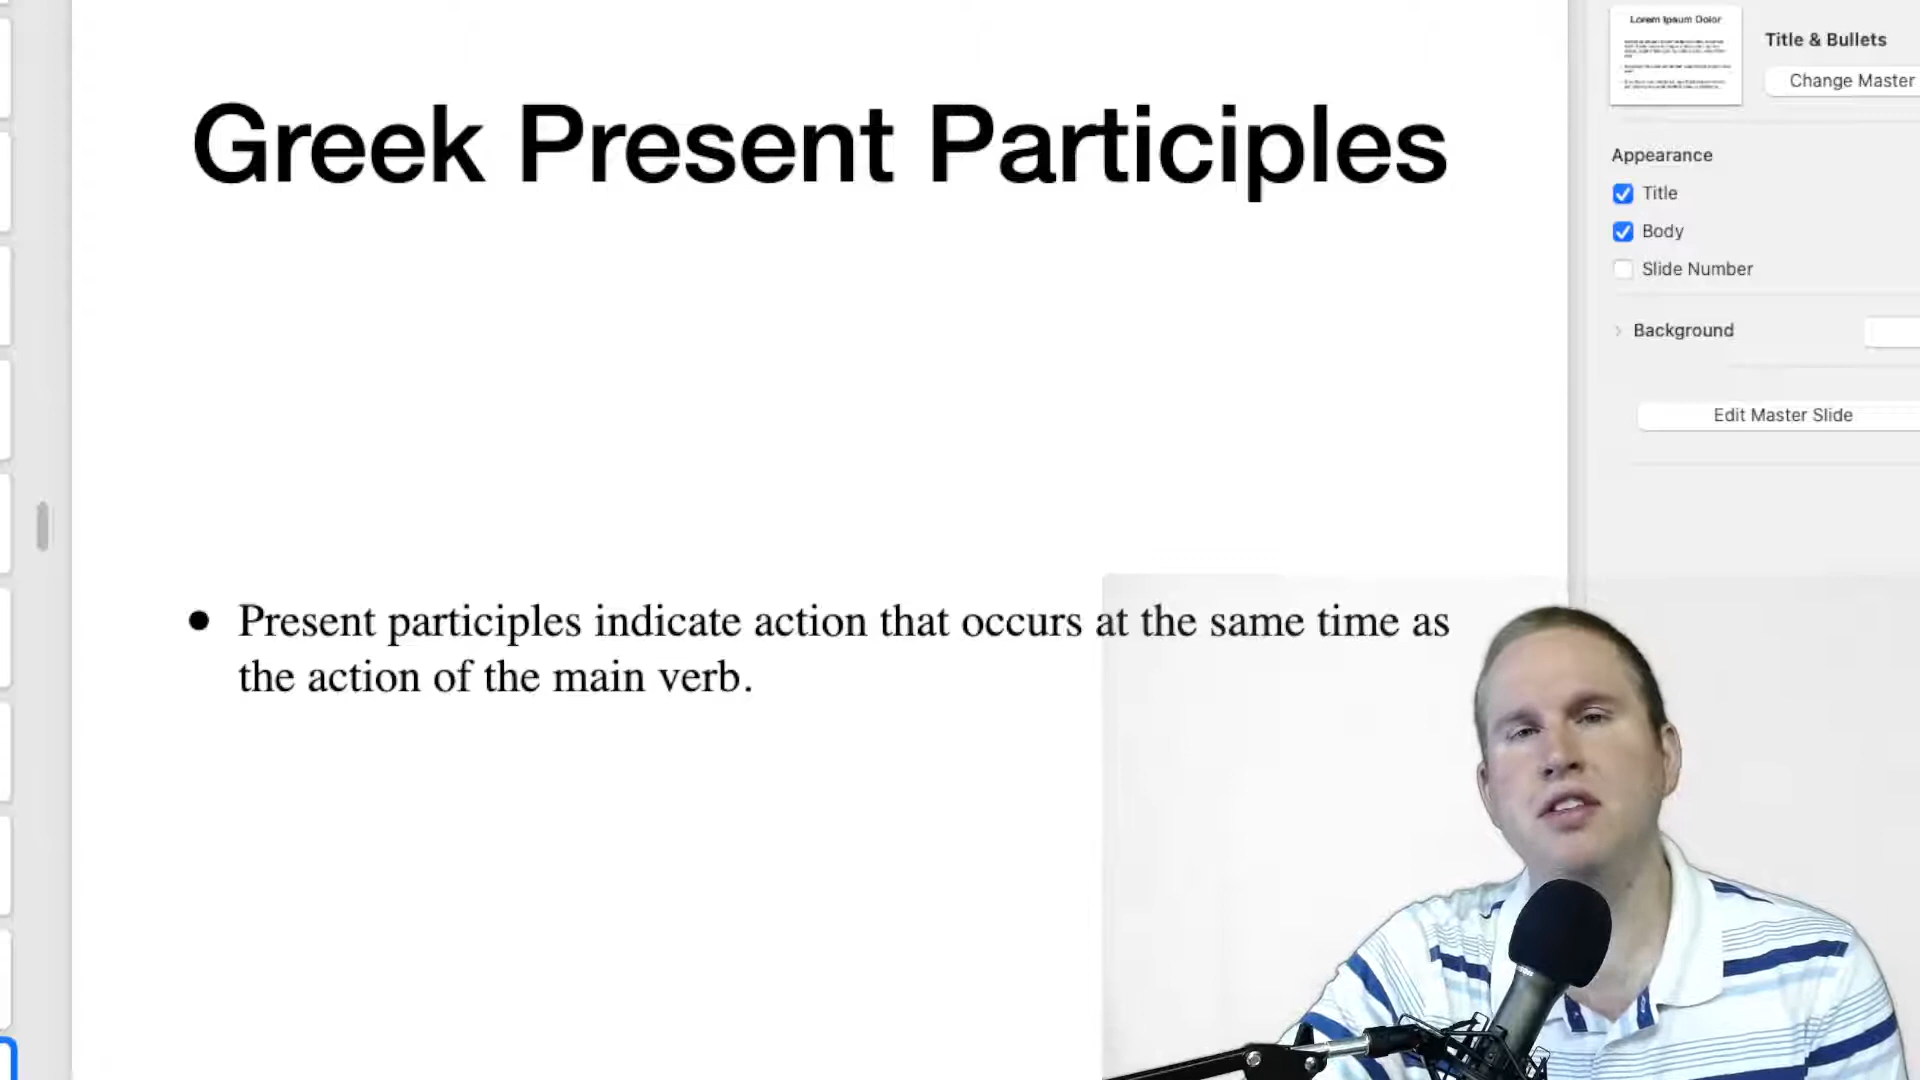 Lorem Ipsum Dolor
Title & Bullets
Change Master
Greek Present Participles
Appearance
Title
Body
Slide Number
Background
Edit Master Slide
• Present participles indicate action that occurs at the same time as
the action of the main verb.